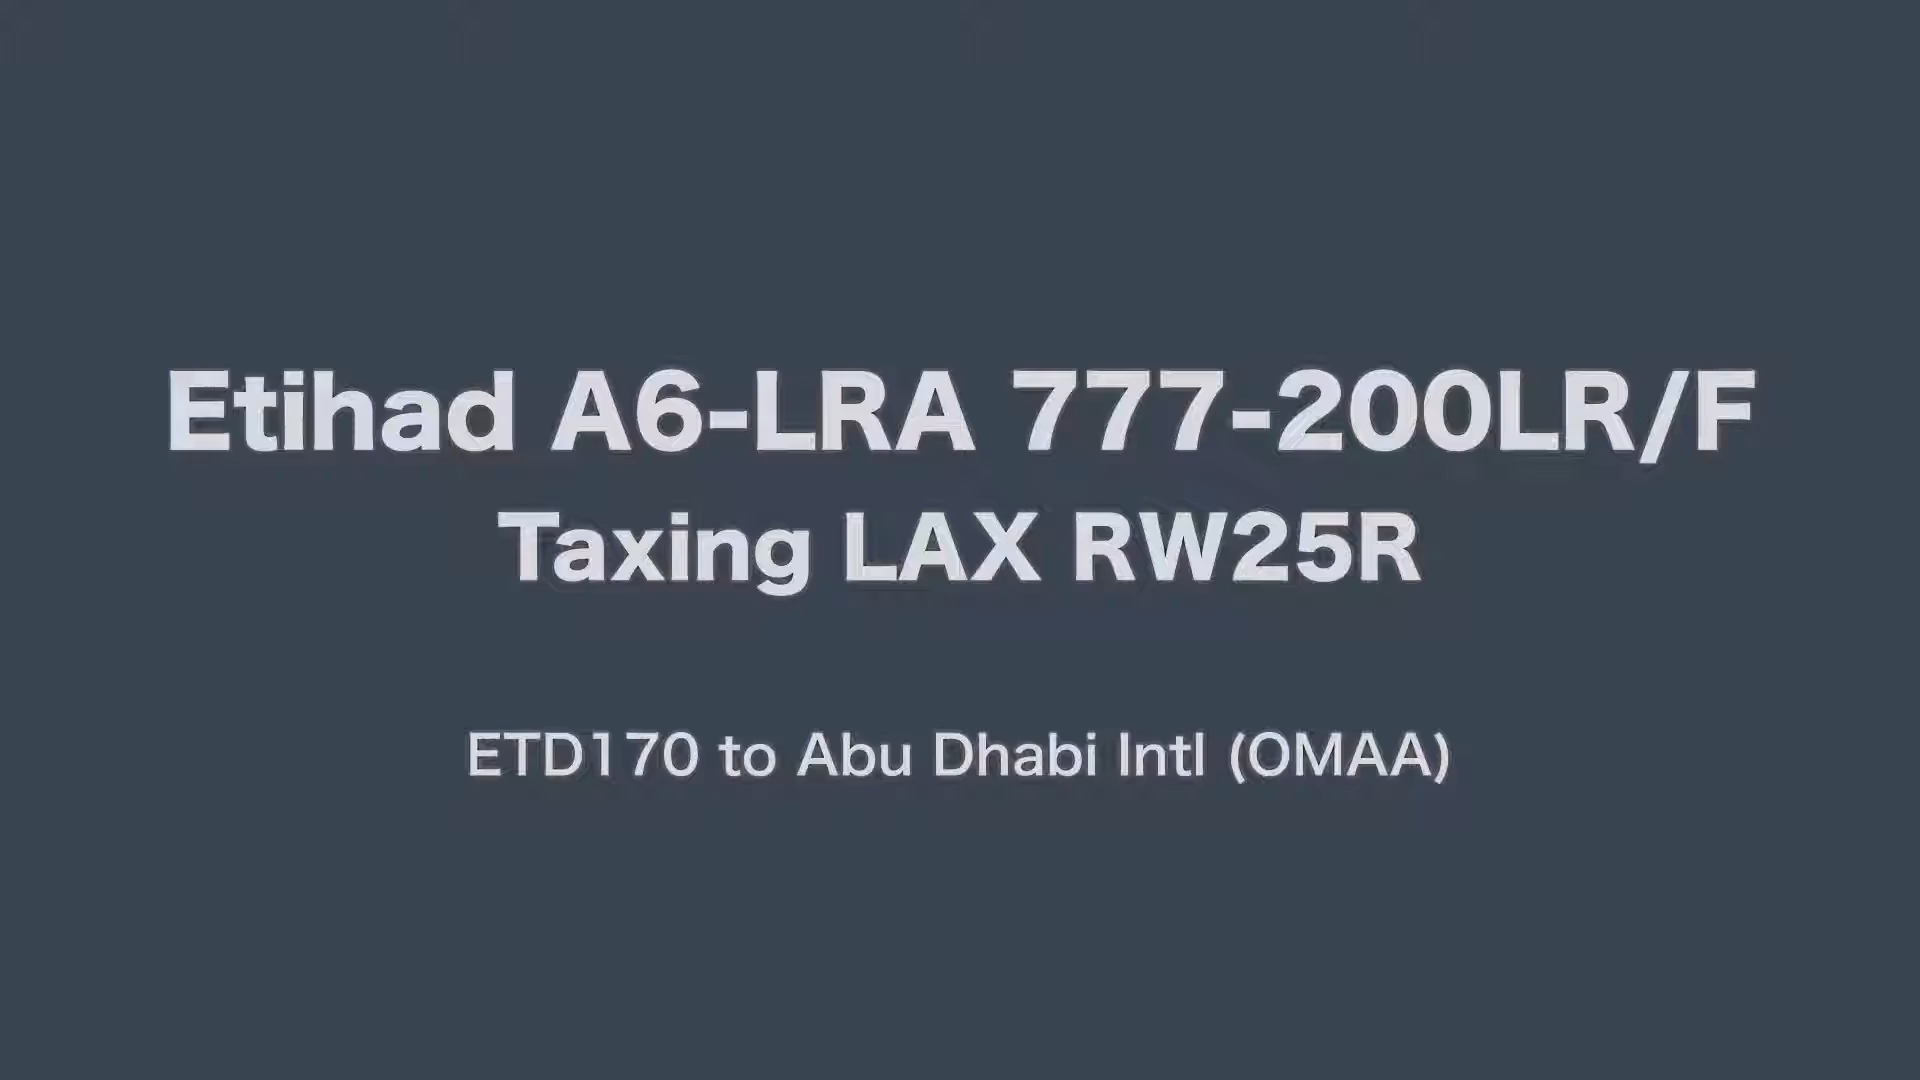 Etihad A6-LRA 777-200LR/F
Taxing LAX RW25R
ETD170 to Abu Dhabi Intl (OMAA)